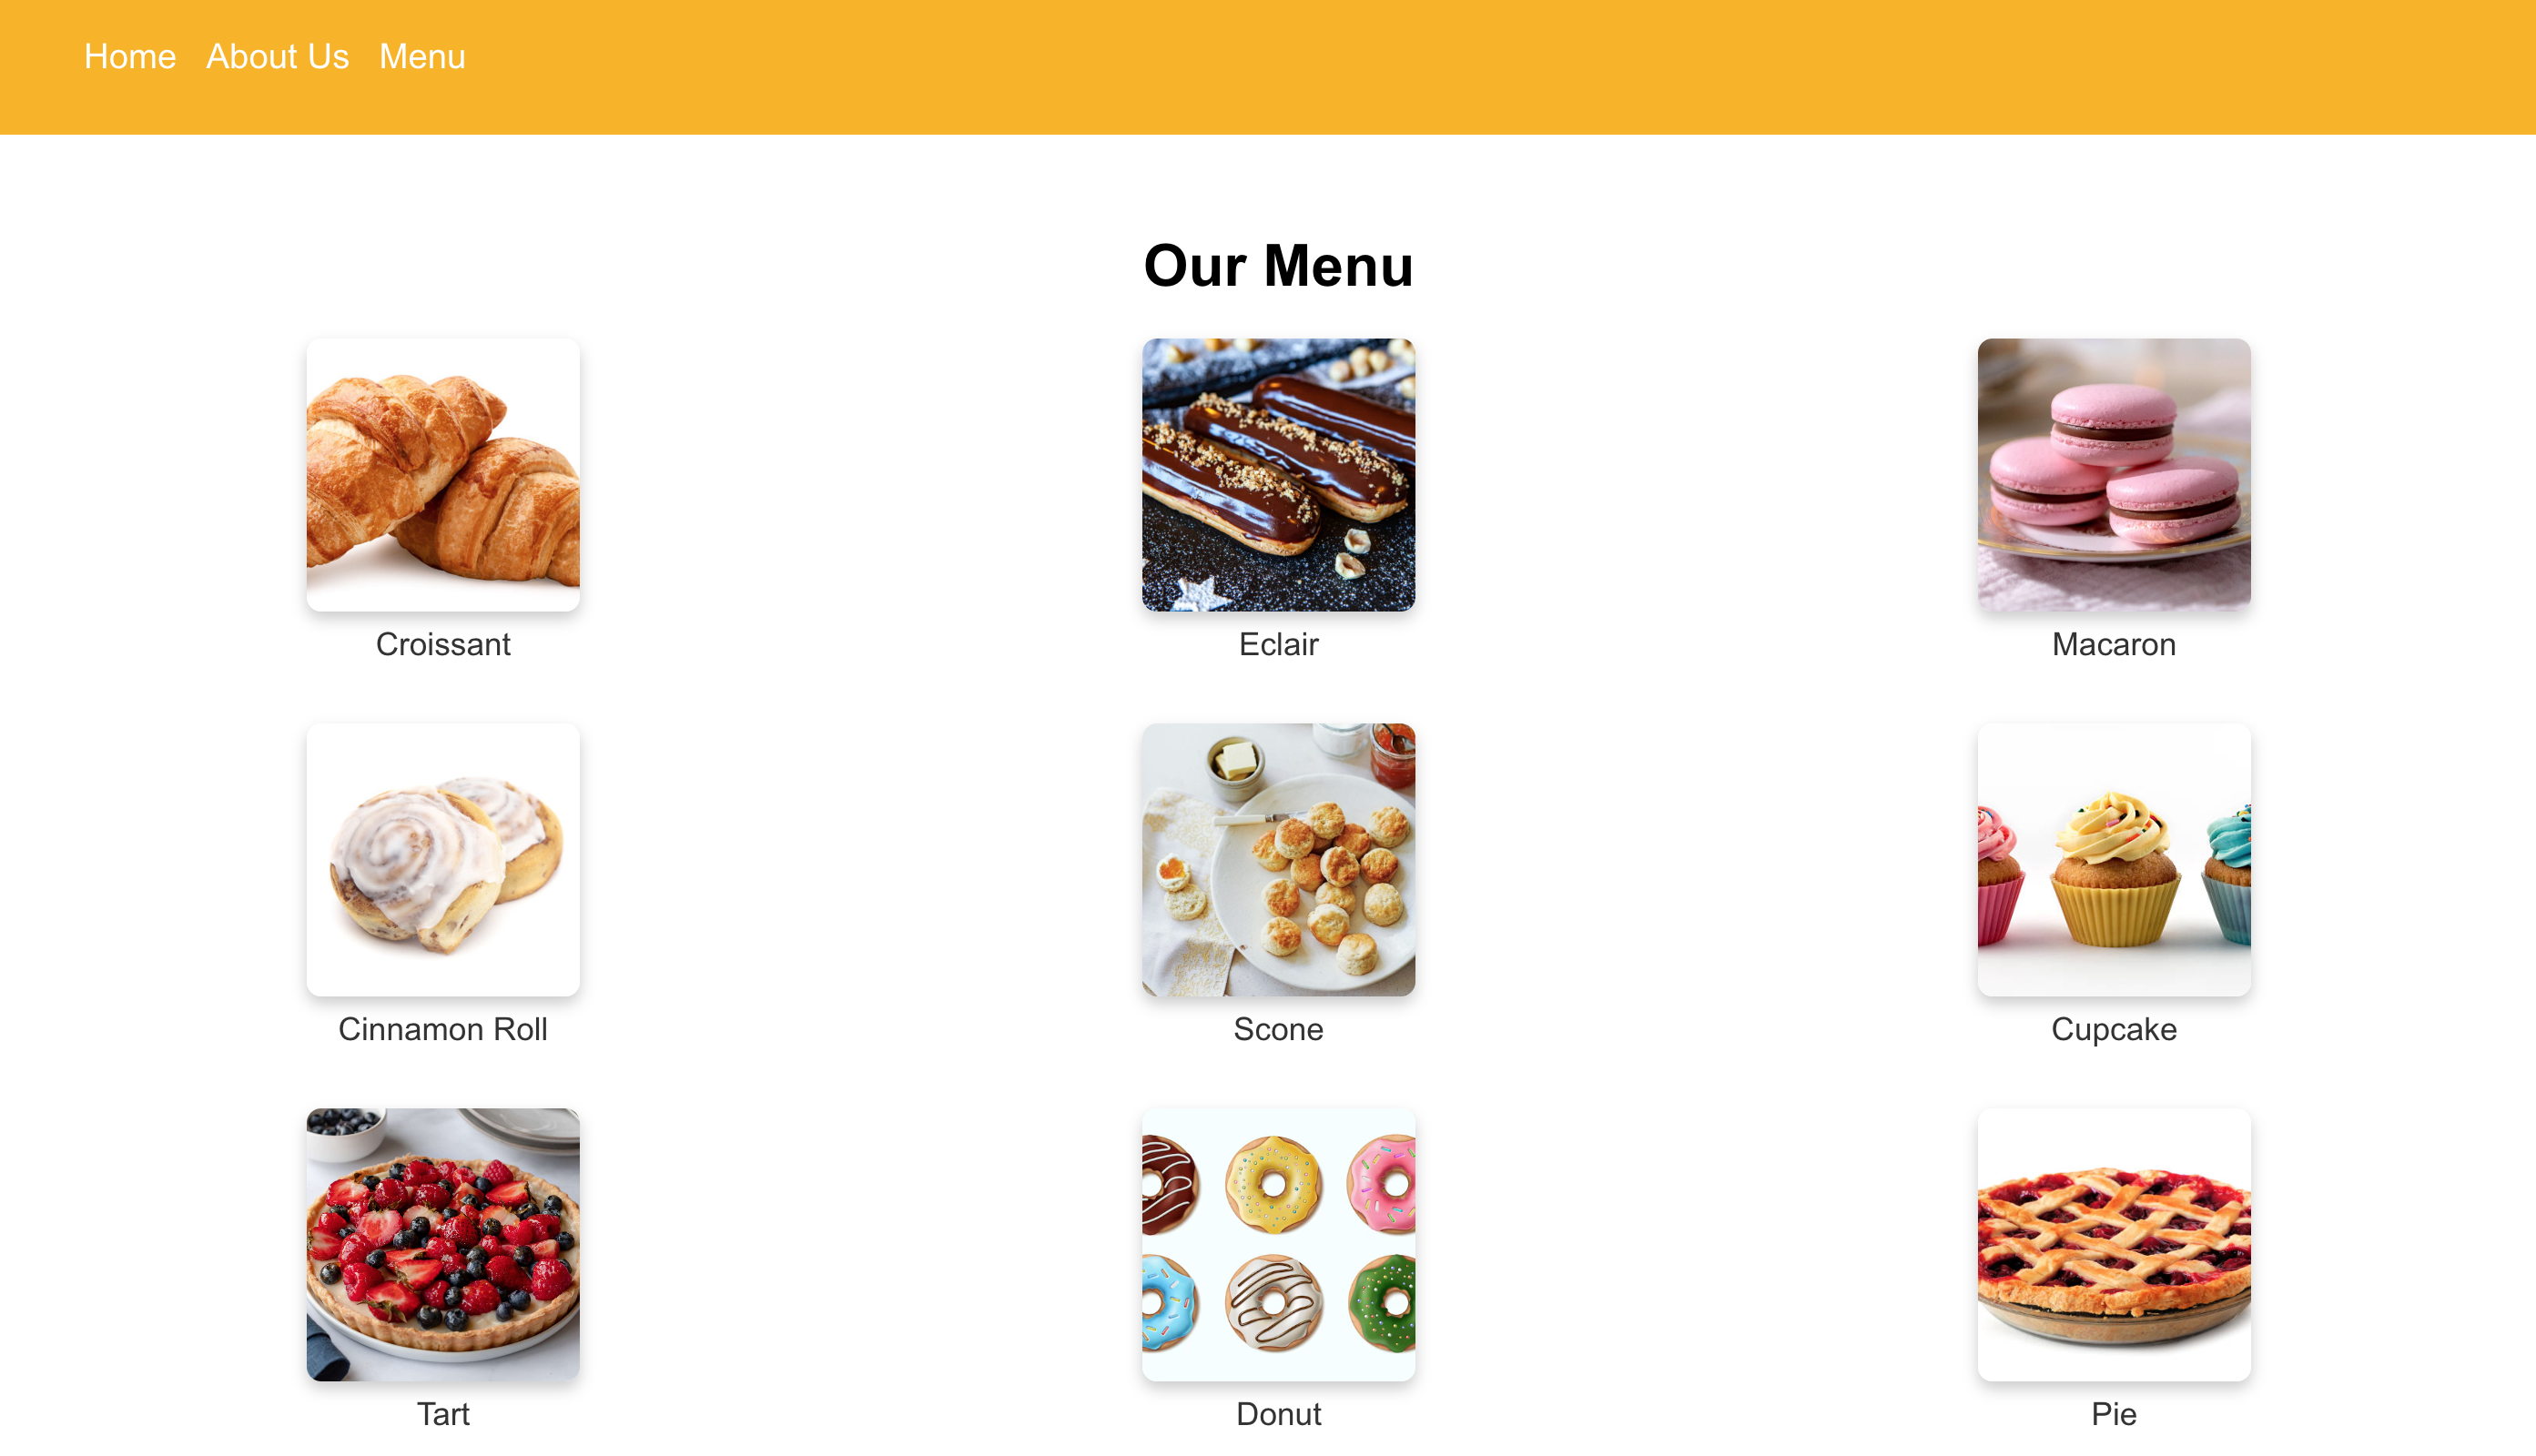 Home About Us Menu
Our Menu
Croissant Eclair Macaron
Cinnamon Roll Scone Cupcake
Tart Donut Pie